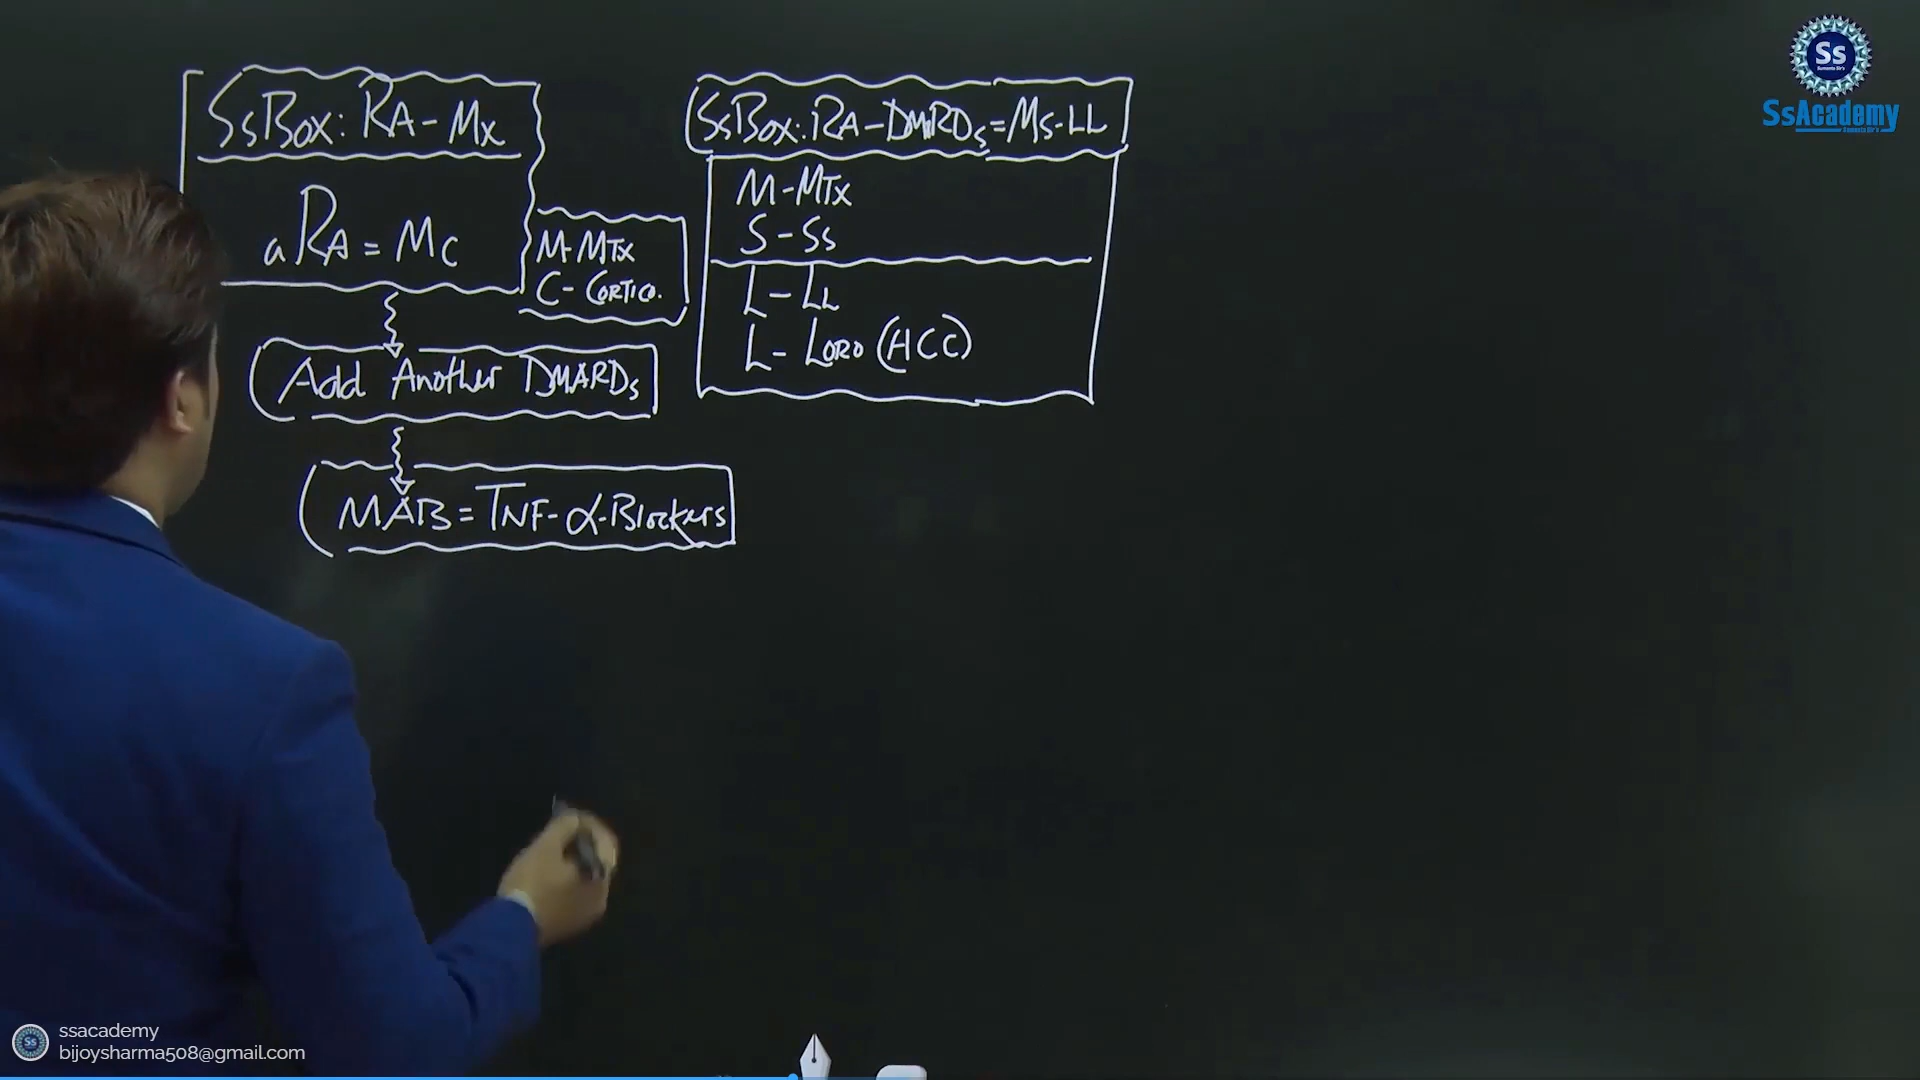 SsBox: RA-Mx
aRA = Mc
M-MTx
C-Cortico.
Add Another DMARDs
MAB = TNF-α-Blockers
SsBox: RA-DMRDs = Ms-LL
M-MTx
S-Ss
L-LL
L-Loro (HCC)
Ss
SsAcademy
ssacademy
bijoysharma508@gmail.com